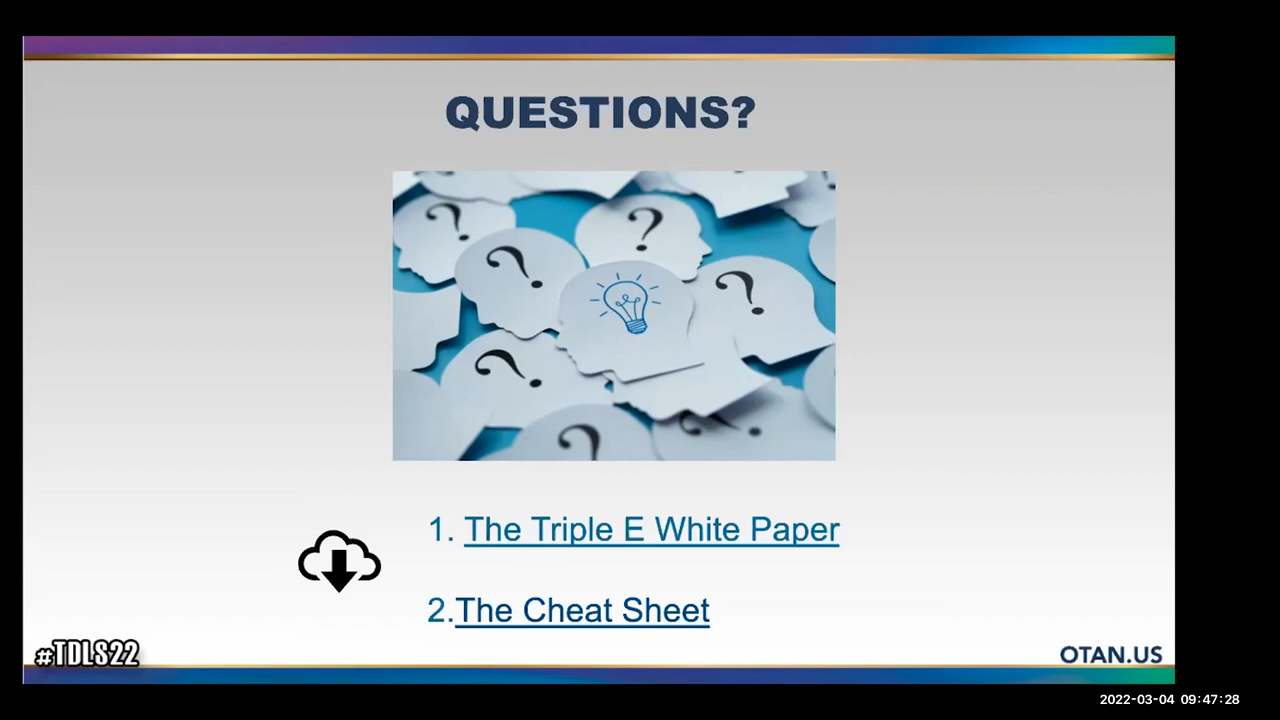 QUESTIONS?
? ? ? ? ? ? ?
1. The Triple E White Paper
2.The Cheat Sheet
#TDLS22
OTAN.US
2022-03-04 09:47:28